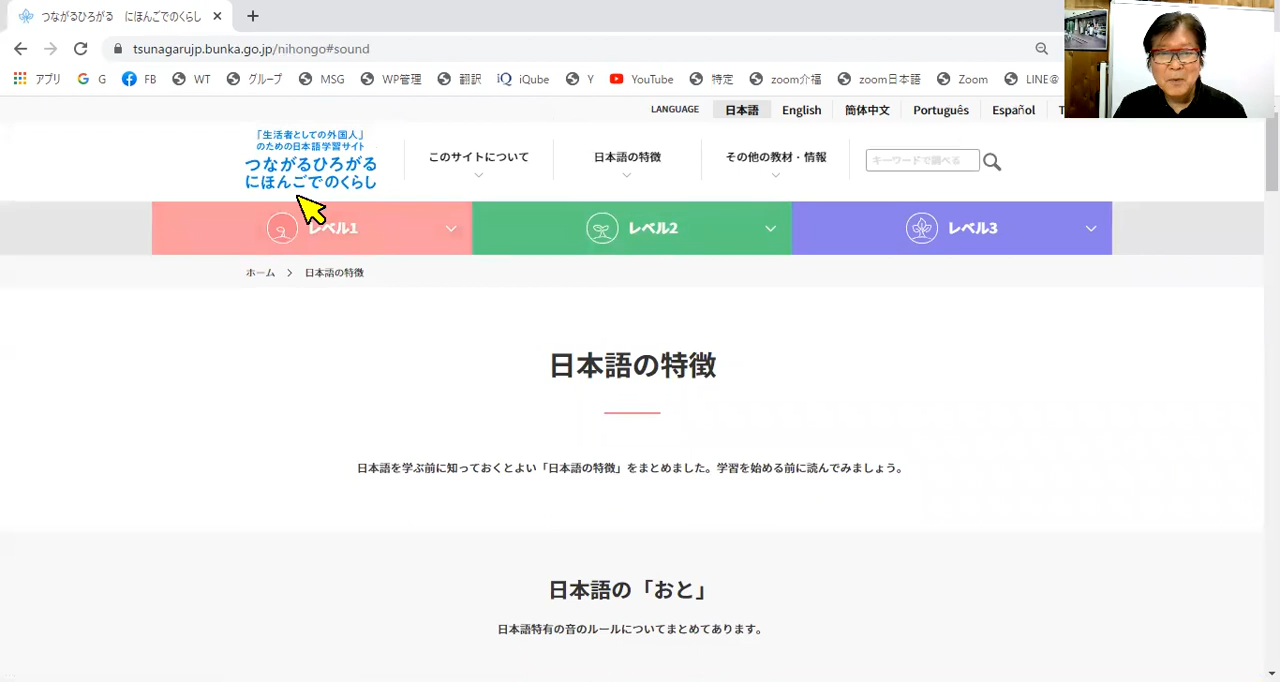 つながるひろがる　にほんごでのくらし
tsunagarujp.bunka.go.jp/nihongo#sound
アプリ G FB WT グループ MSG WP管理 翻訳 iQube Y YouTube 特定 zoom介福 zoom日本語 Zoom LINE@
LANGUAGE 日本語 English 简体中文 Português Español T
「生活者としての外国人」
のための日本語学習サイト
つながるひろがる
にほんごでのくらし
このサイトについて 日本語の特徴 その他の教材・情報 キーワードで調べる
レベル1 レベル2 レベル3
ホーム > 日本語の特徴
日本語の特徴
日本語を学ぶ前に知っておくとよい「日本語の特徴」をまとめました。学習を始める前に読んでみましょう。
日本語の「おと」
日本語特有の音のルールについてまとめてあります。